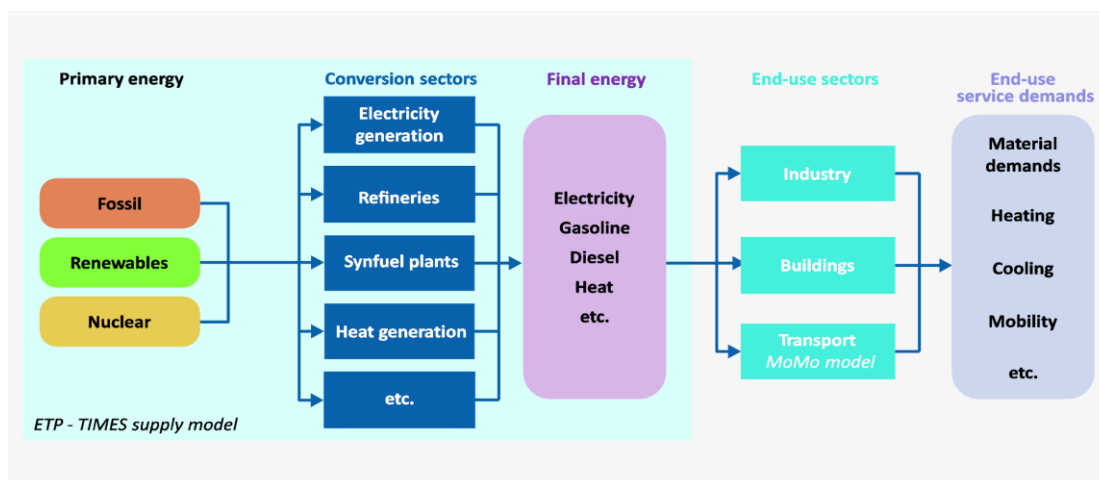 Primary energy
Conversion sectors
Final energy
End-use sectors
End-use
service demands
Fossil
Renewables
Nuclear
Electricity
generation
Refineries
Synfuel plants
Heat generation
etc.
Electricity
Gasoline
Diesel
Heat
etc.
Industry
Buildings
Transport
MoMo model
Material
demands
Heating
Cooling
Mobility
etc.
ETP - TIMES supply model